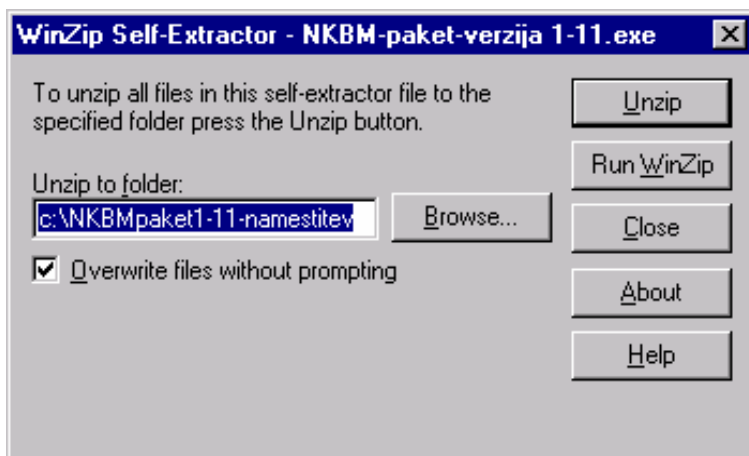 WinZip Self-Extractor - NKBM-paket-verzija 1-11.exe
To unzip all files in this self-extractor file to the
specified folder press the Unzip button.
Unzip to folder:
c:\NKBMpaket1-11-namestitev
Browse...
Overwrite files without prompting
Unzip
Run WinZip
Close
About
Help